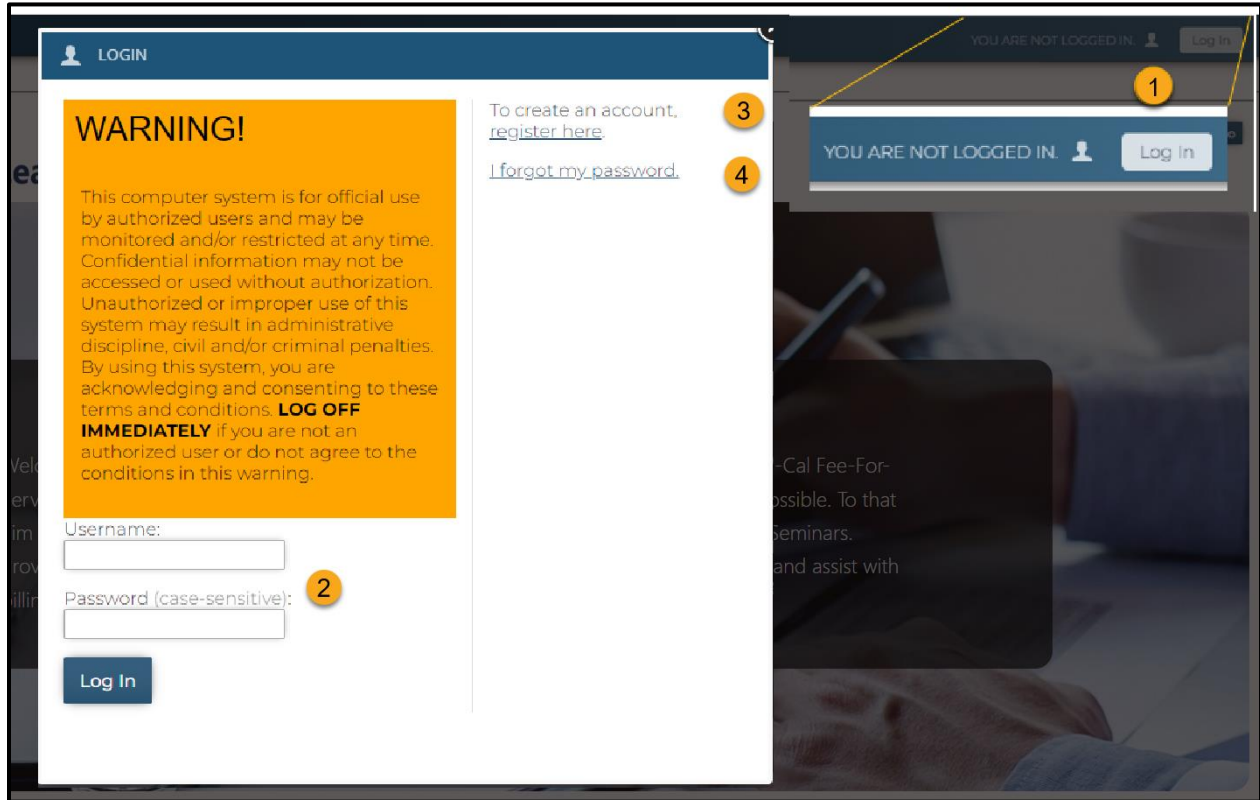 LOGIN
WARNING!
This computer system is for official use
by authorized users and may be
monitored and/or restricted at any time.
Confidential information may not be
accessed or used without authorization.
Unauthorized or improper use of this
system may result in administrative
discipline, civil and/or criminal penalties.
By using this system, you are
acknowledging and consenting to these
terms and conditions. LOG OFF
IMMEDIATELY if you are not an
authorized user or do not agree to the
conditions in this warning.
Username:
Password (case-sensitive):
2
Log In
To create an account,
register here.
3
I forgot my password.
4
YOU ARE NOT LOGGED IN.
Log In
1
YOU ARE NOT LOGGED IN.
Log In
-Cal Fee-For-
To that
Seminars.
and assist with